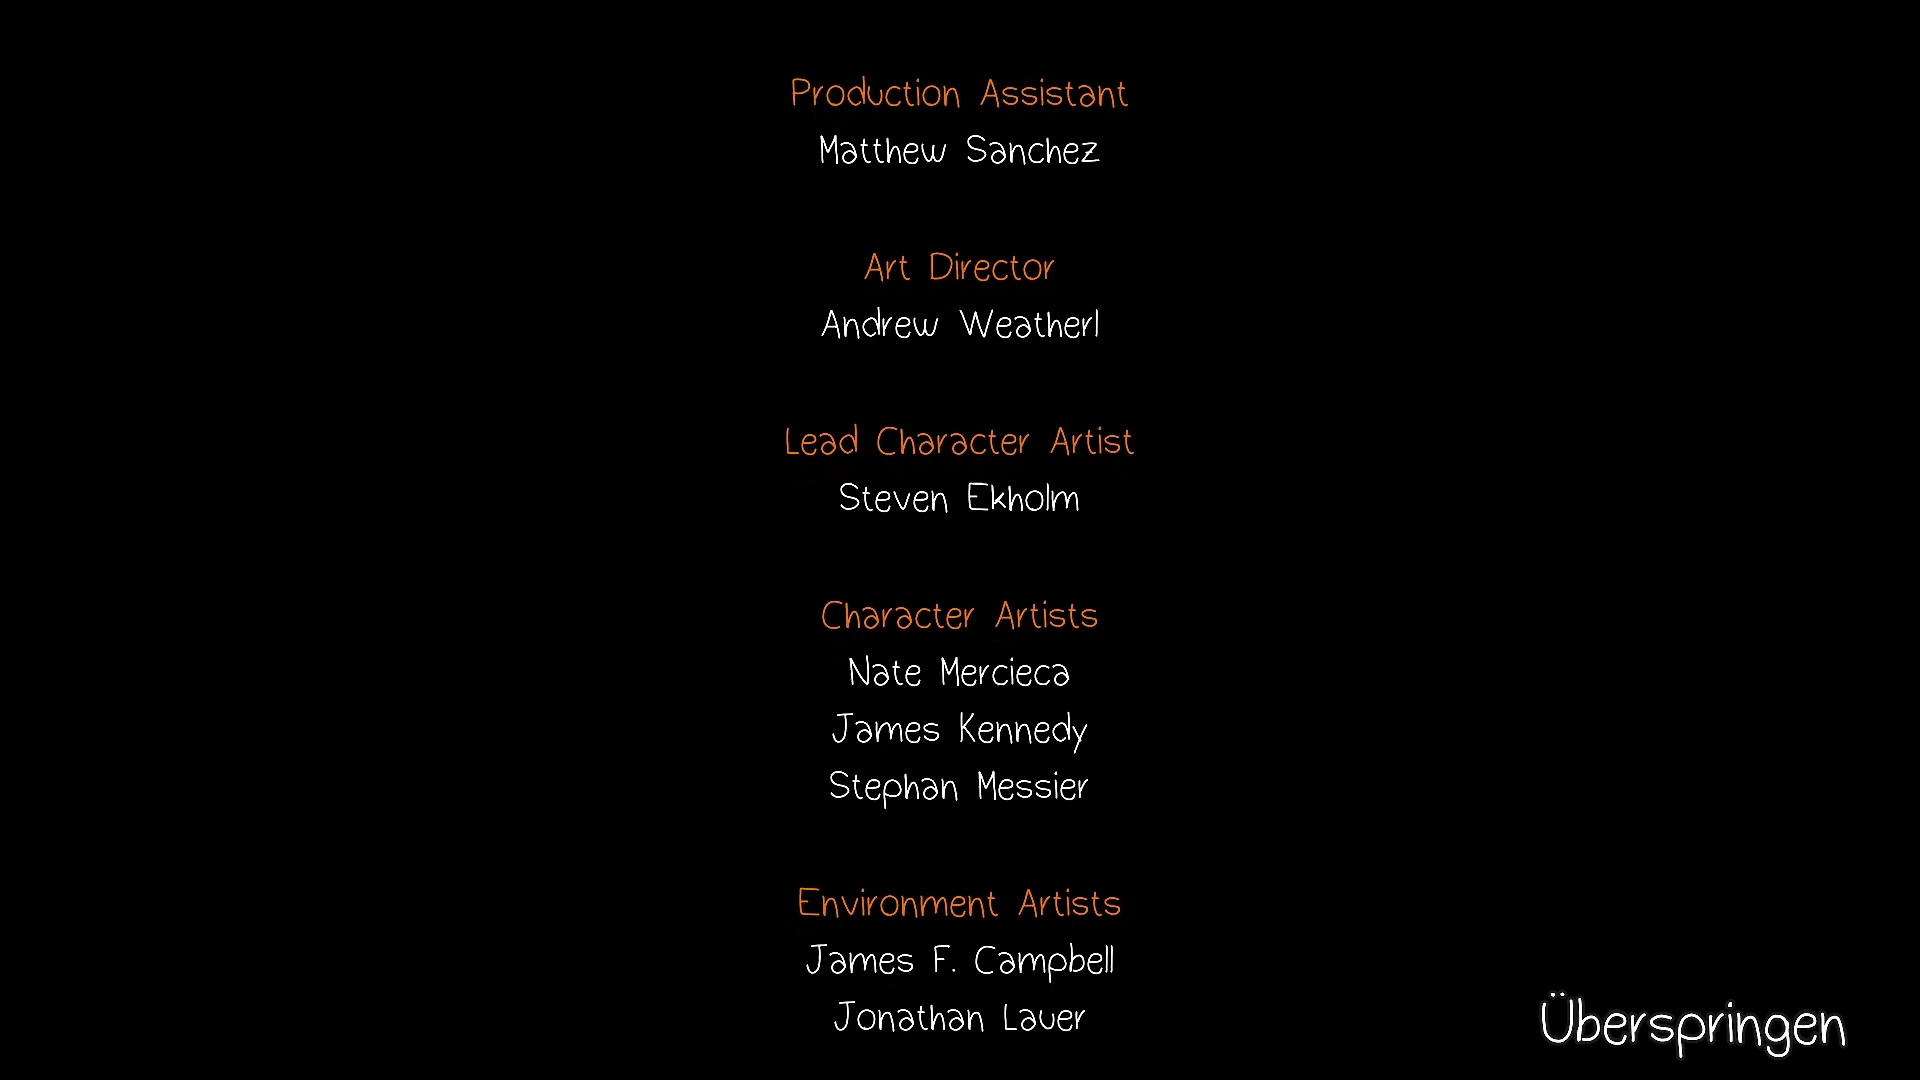 Production Assistant
Matthew Sanchez
Art Director
Andrew Weatherl
Lead Character Artist
Steven Ekholm
Character Artists
Nate Mercieca
James Kennedy
Stephan Messier
Environment Artists
James F. Campbell
Jonathan Lauer
Überspringen